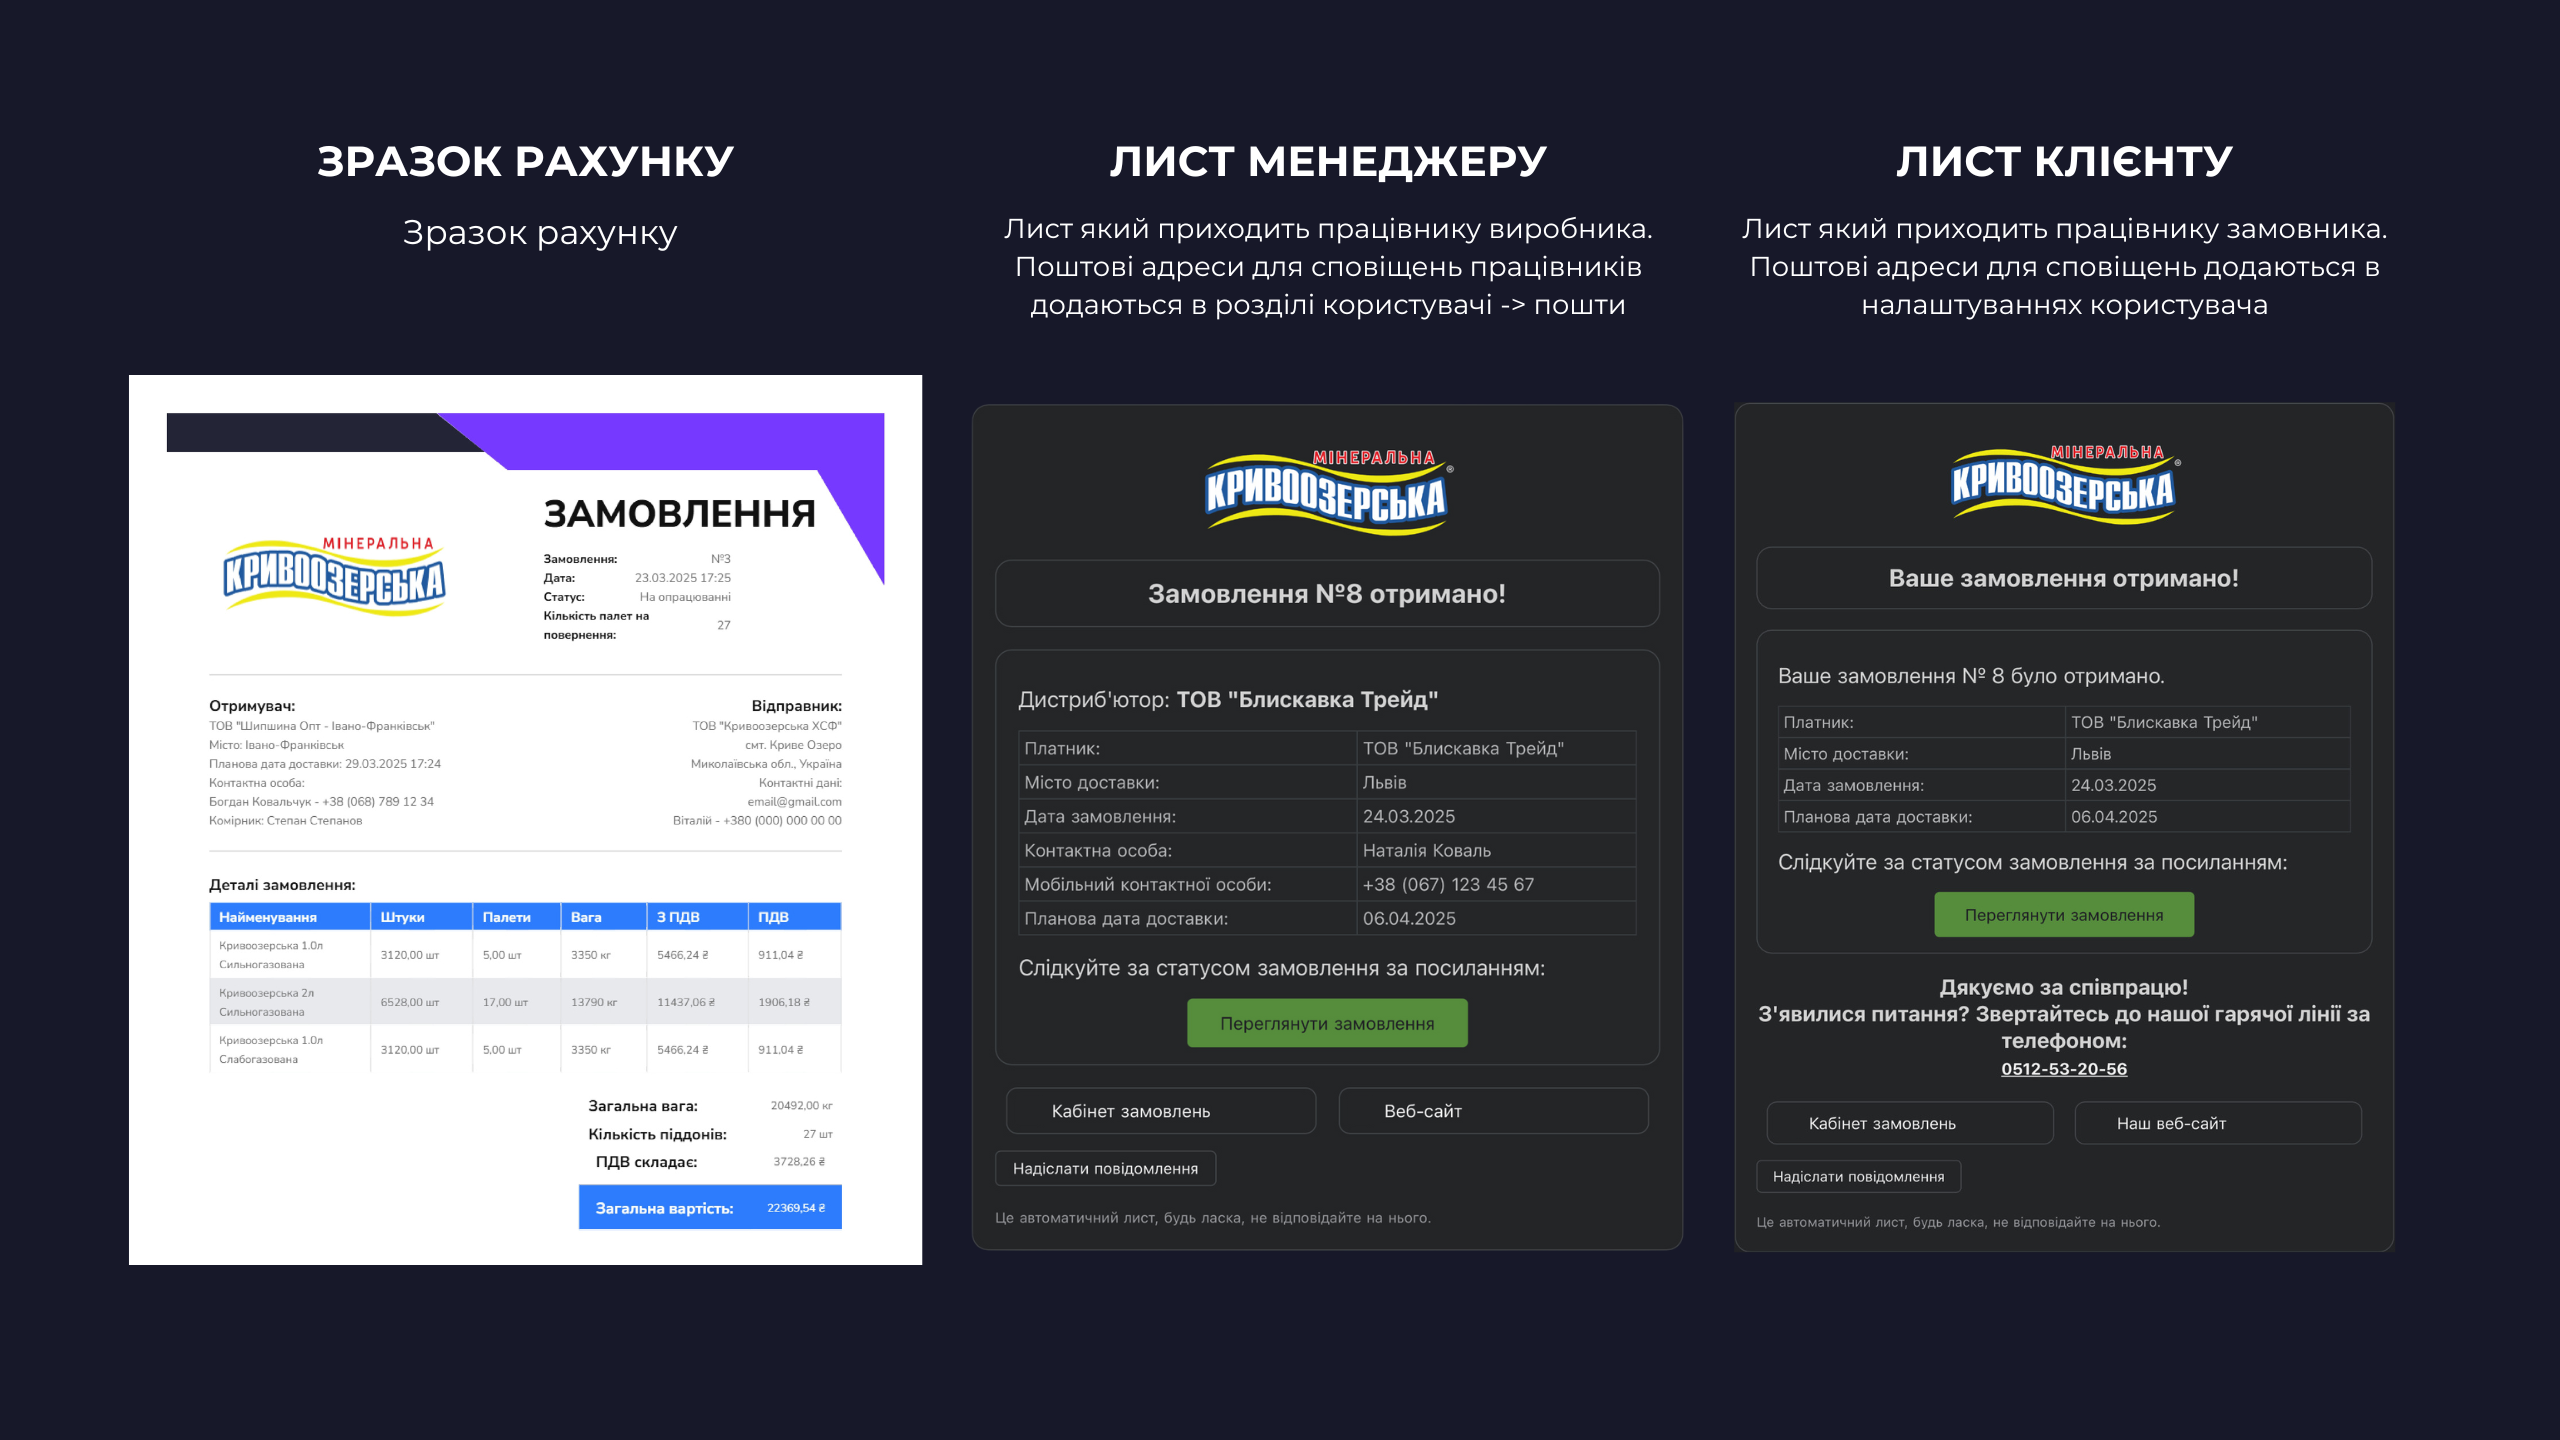 ЗРАЗОК РАХУНКУ
Зразок рахунку
МІНЕРАЛЬНА
КРИВООЗЕРСЬКА
ЗАМОВЛЕННЯ
Замовлення: №3
Дата: 23.03.2025 17:25
Статус: На опрацюванні
Кількість палет на
повернення: 27
Отримувач:
ТОВ "Шипшина Опт - Івано-Франківськ"
Місто: Івано-Франківськ
Планова дата доставки: 29.03.2025 17:24
Контактна особа:
Богдан Ковальчук - +38 (068) 789 12 34
Комірник: Степан Степанов
Відправник:
ТОВ "Кривоозерська ХСФ"
смт. Криве Озеро
Миколаївська обл., Україна
Контактні дані:
email@gmail.com
Віталій - +380 (000) 000 00 00
Деталі замовлення:
Найменування Штуки Палети Вага З ПДВ ПДВ
Кривоозерська 1.0л
Сильногазована 3120,00 шт 5,00 шт 3350 кг 5466,24 ₴ 911,04 ₴
Кривоозерська 2л
Сильногазована 6528,00 шт 17,00 шт 13790 кг 11437,06 ₴ 1906,18 ₴
Кривоозерська 1.0л
Слабогазована 3120,00 шт 5,00 шт 3350 кг 5466,24 ₴ 911,04 ₴
Загальна вага: 20492,00 кг
Кількість піддонів: 27 шт
ПДВ складає: 3728,26 ₴
Загальна вартість: 22369,54 ₴
ЛИСТ МЕНЕДЖЕРУ
Лист який приходить працівнику виробника.
Поштові адреси для сповіщень працівників
додаються в розділі користувачі -> пошти
МІНЕРАЛЬНА
КРИВООЗЕРСЬКА ®
Замовлення №8 отримано!
Дистриб'ютор: ТОВ "Блискавка Трейд"
Платник: ТОВ "Блискавка Трейд"
Місто доставки: Львів
Дата замовлення: 24.03.2025
Контактна особа: Наталія Коваль
Мобільний контактної особи: +38 (067) 123 45 67
Планова дата доставки: 06.04.2025
Слідкуйте за статусом замовлення за посиланням:
Переглянути замовлення
Кабінет замовлень Веб-сайт
Надіслати повідомлення
Це автоматичний лист, будь ласка, не відповідайте на нього.
ЛИСТ КЛІЄНТУ
Лист який приходить працівнику замовника.
Поштові адреси для сповіщень додаються в
налаштуваннях користувача
МІНЕРАЛЬНА
КРИВООЗЕРСЬКА ®
Ваше замовлення отримано!
Ваше замовлення № 8 було отримано.
Платник: ТОВ "Блискавка Трейд"
Місто доставки: Львів
Дата замовлення: 24.03.2025
Планова дата доставки: 06.04.2025
Слідкуйте за статусом замовлення за посиланням:
Переглянути замовлення
Дякуємо за співпрацю!
З'явилися питання? Звертайтесь до нашої гарячої лінії за
телефоном:
0512-53-20-56
Кабінет замовлень Наш веб-сайт
Надіслати повідомлення
Це автоматичний лист, будь ласка, не відповідайте на нього.